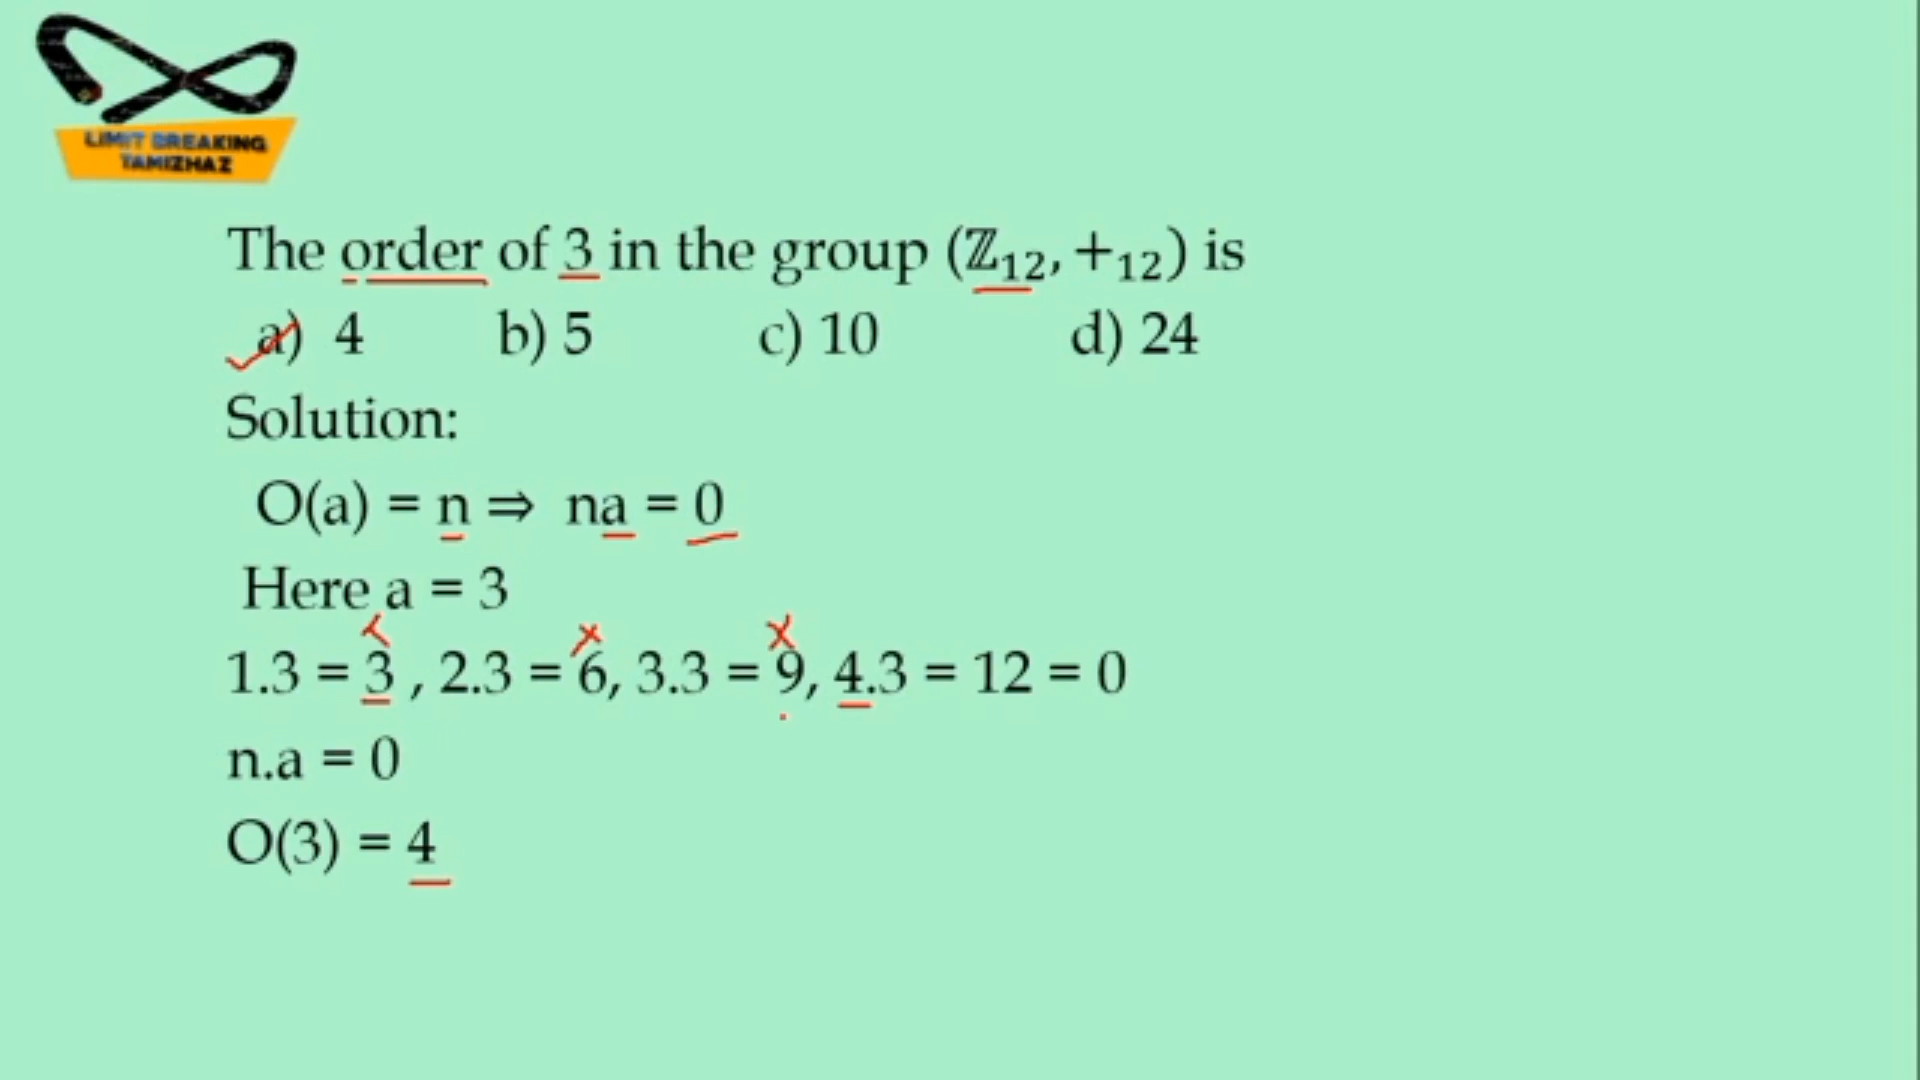 LIMIT BREAKING
TAMIZHAZ
The order of 3 in the group (ℤ₁₂, +₁₂) is
a) 4 b) 5 c) 10 d) 24
Solution:
O(a) = n ⇒ na = 0
Here a = 3
1.3 = 3 , 2.3 = 6, 3.3 = 9, 4.3 = 12 = 0
n.a = 0
O(3) = 4